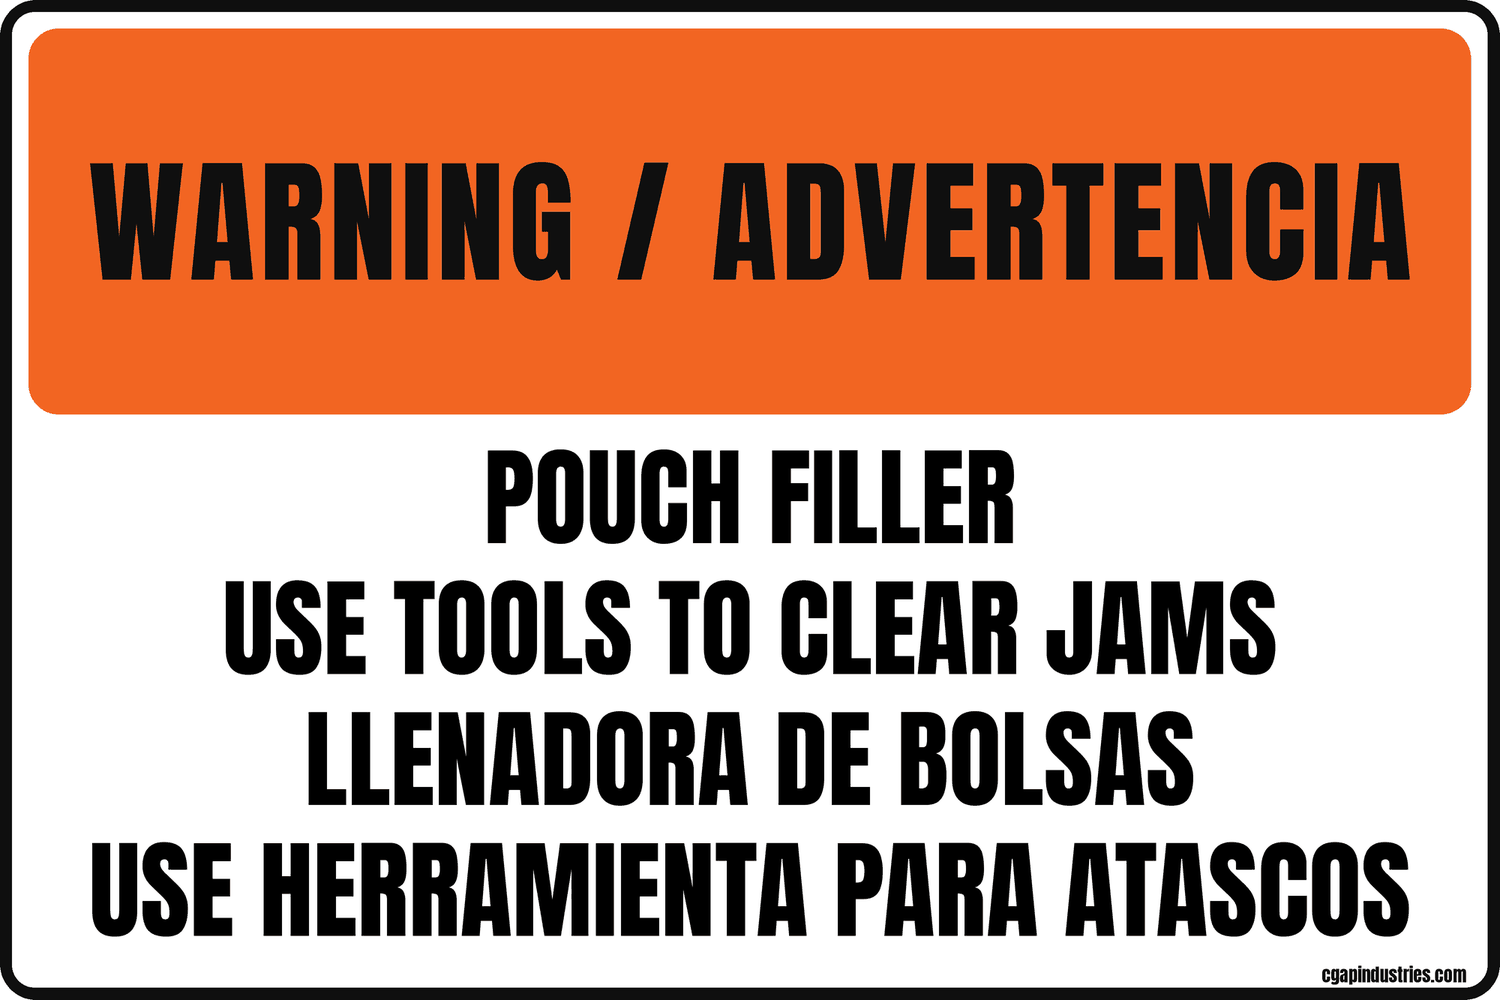 WARNING / ADVERTENCIA
POUCH FILLER
USE TOOLS TO CLEAR JAMS
LLENADORA DE BOLSAS
USE HERRAMIENTA PARA ATASCOS
cgapindustries.com